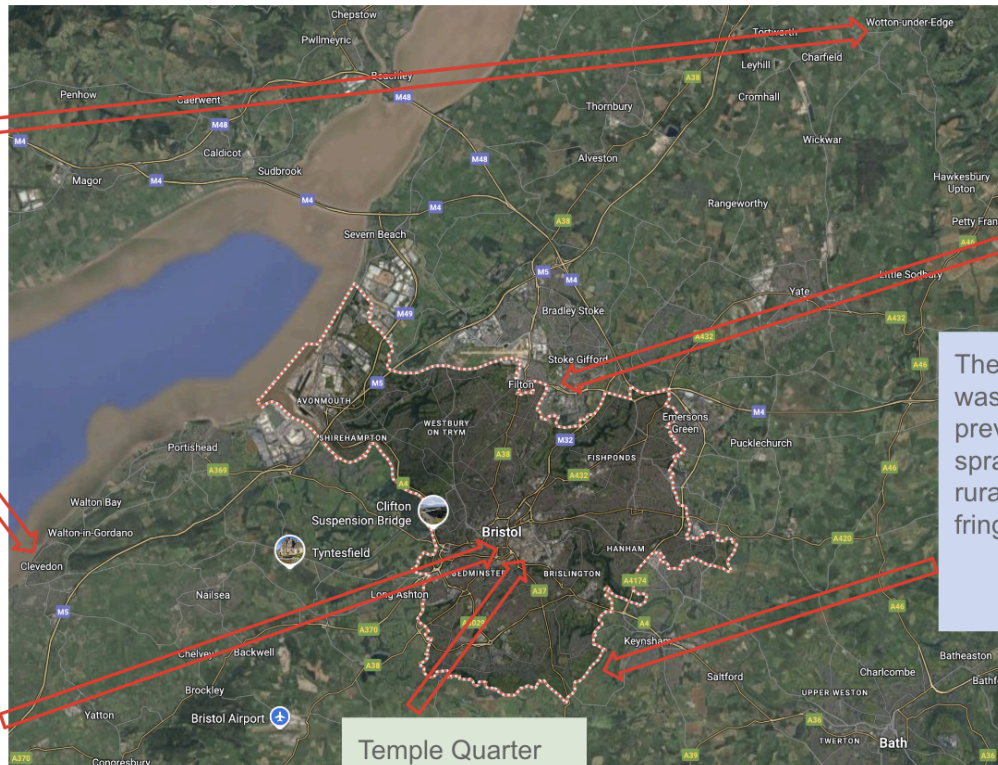 Chepstow
Wotton-under-Edge
Pwllmeyric
Tortworth
Charfield
Leyhill
Beachley
Penhow
M48
A38
Cromhall
Caerwent
Thornbury
M48
M4
Caldicot
Wickwar
M48
Alveston
Sudbrook
Magor
M4
Hawkesbury
Upton
M4
Rangeworthy
A38
Petty Fran
Severn Beach
A46
M5
M4
Little Sodbury
Yate
M49
Bradley Stoke
A432
A432
Stoke Gifford
A46
M5
Filton
The
was
prev
spra
rura
fring
AVONMOUTH
M4
Emersons
Green
WESTBURY
ON TRYM
SHIREHAMPTON
M32
Portishead
Pucklechurch
A38
FISHPONDS
A369
A432
A4
Walton Bay
Clifton
Suspension Bridge
Walton-in-Gordano
Bristol
A420
Tyntesfield
HANHAM
Clevedon
BEDMINSTER
BRISLINGTON
A4174
Nailsea
Long Ashton
A37
M5
A46
A370
A4
Keynsham
Chelvey
Backwell
A38
Batheaston
Charlcombe
Saltford
Brockley
UPPER WESTON
Yatton
Bristol Airport
A36
TWERTON
Bath
Temple Quarter
A370
Congresbury
A39
A36